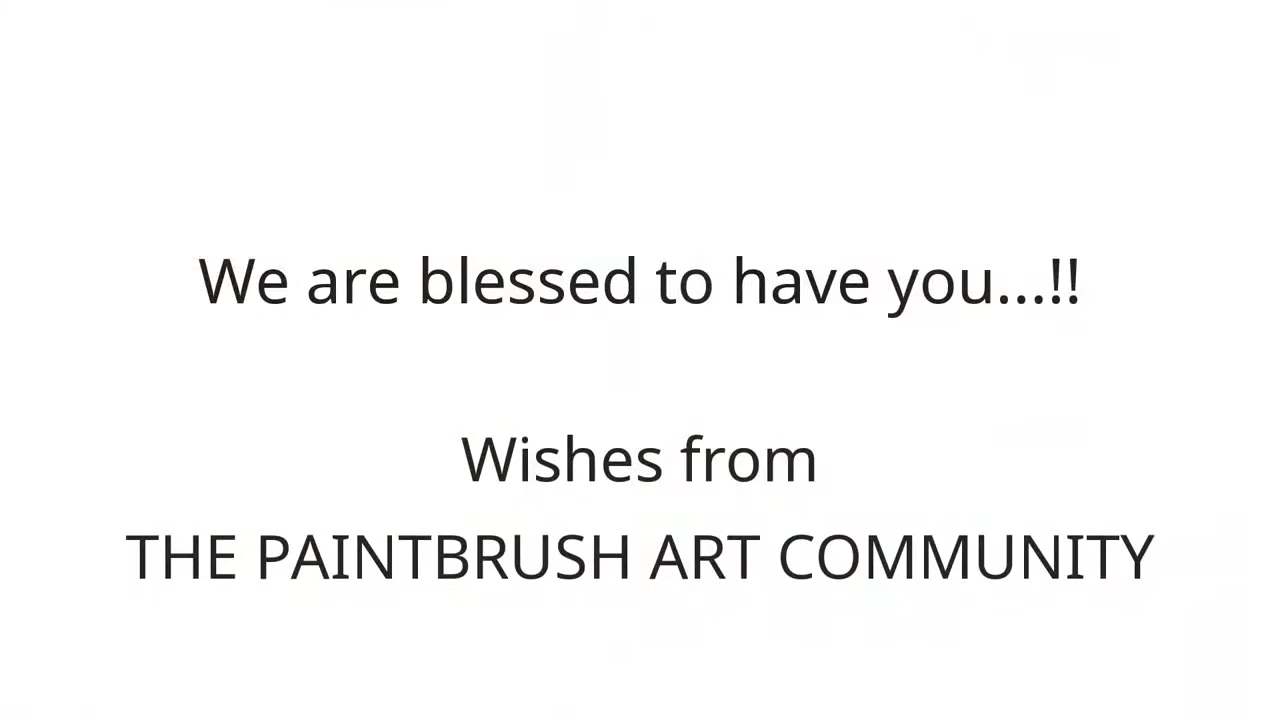 We are blessed to have you...!!
Wishes from
THE PAINTBRUSH ART COMMUNITY